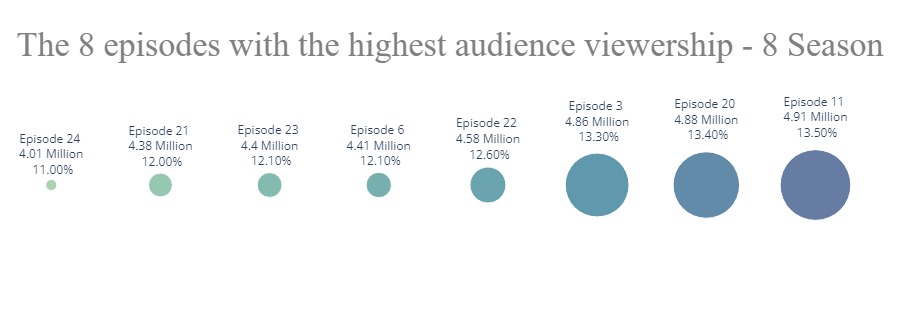 The 8 episodes with the highest audience viewership - 8 Season
Episode 24
4.01 Million
11.00%
Episode 21
4.38 Million
12.00%
Episode 23
4.4 Million
12.10%
Episode 6
4.41 Million
12.10%
Episode 22
4.58 Million
12.60%
Episode 3
4.86 Million
13.30%
Episode 20
4.88 Million
13.40%
Episode 11
4.91 Million
13.50%